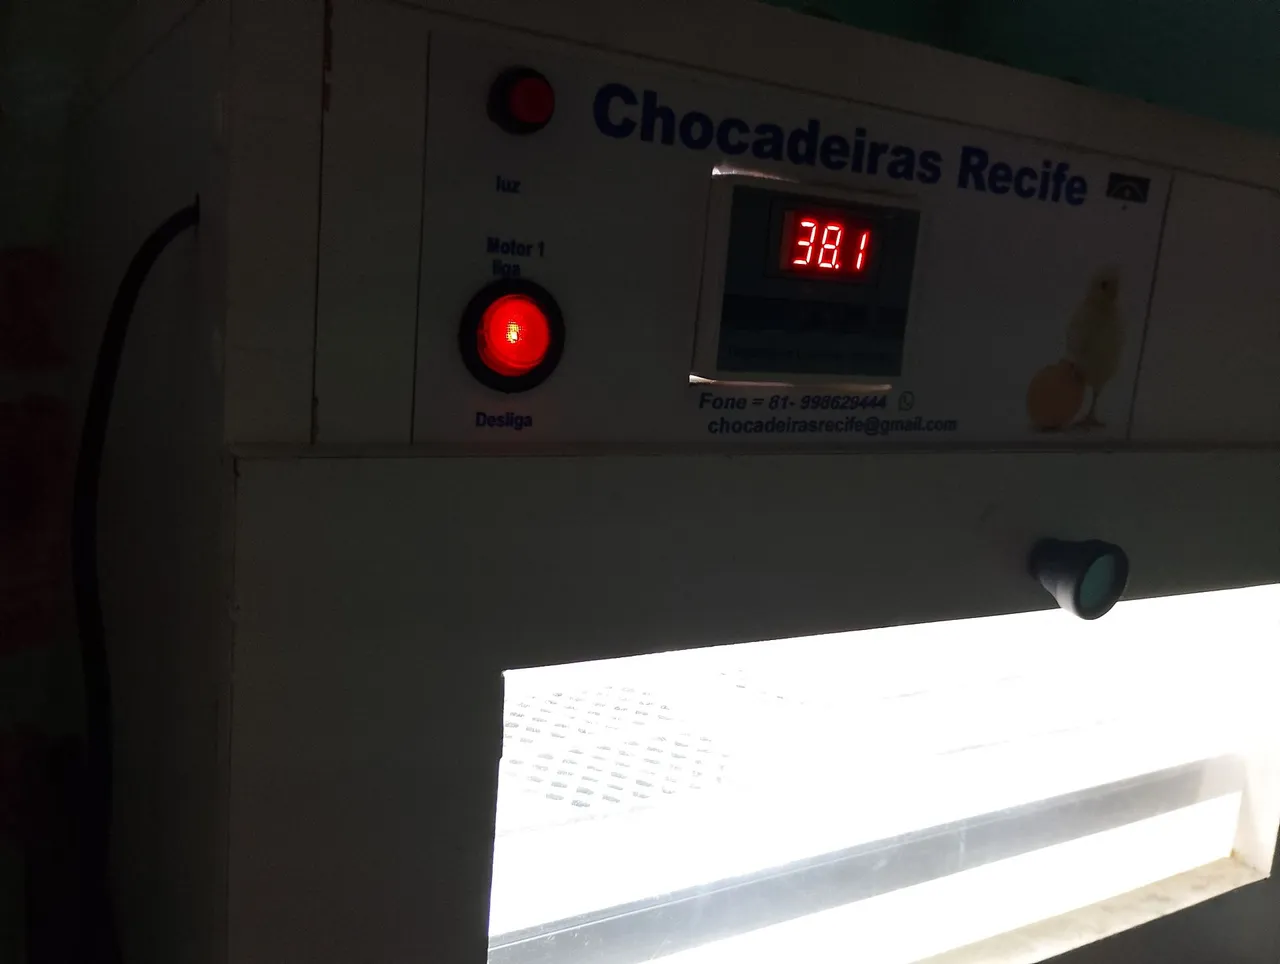 Chocadeiras Recife
luz
38.1
Motor 1
liga
Desliga
Fone = 81- 998629444
chocadeirasrecife@gmail.com